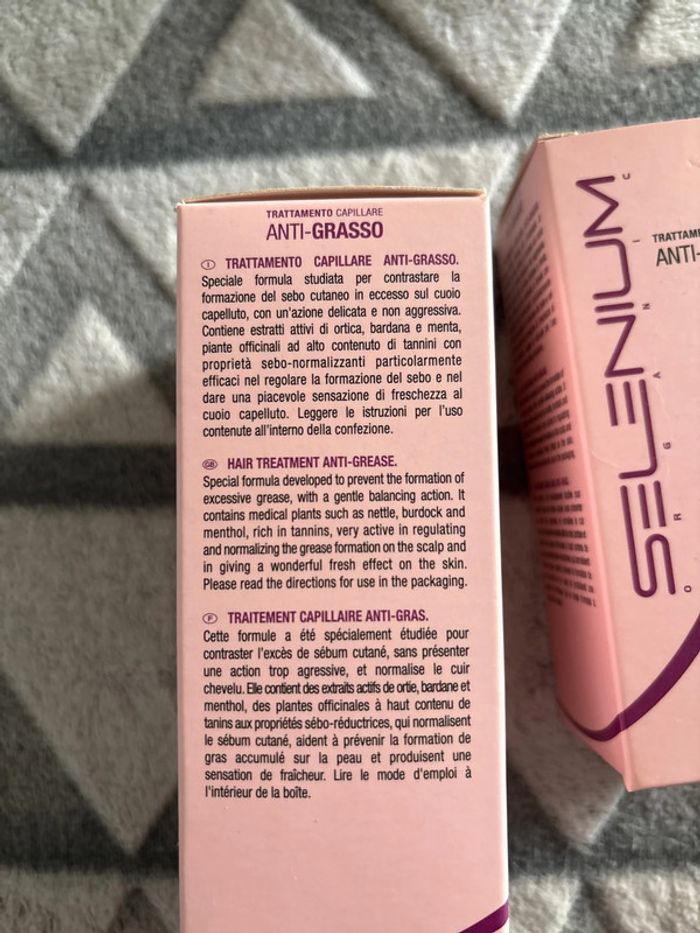 TRATTAMENTO CAPILLARE
ANTI-GRASSO
I TRATTAMENTO CAPILLARE ANTI-GRASSO.
Speciale formula studiata per contrastare la
formazione del sebo cutaneo in eccesso sul cuoio
capelluto, con un'azione delicata e non aggressiva.
Contiene estratti attivi di ortica, bardana e menta,
piante officinali ad alto contenuto di tannini con
proprietà sebo-normalizzanti particolarmente
efficaci nel regolare la formazione del sebo e nel
dare una piacevole sensazione di freschezza al
cuoio capelluto. Leggere le istruzioni per l'uso
contenute all'interno della confezione.
GB HAIR TREATMENT ANTI-GREASE.
Special formula developed to prevent the formation of
excessive grease, with a gentle balancing action. It
contains medical plants such as nettle, burdock and
menthol, rich in tannins, very active in regulating
and normalizing the grease formation on the scalp and
in giving a wonderful fresh effect on the skin.
Please read the directions for use in the packaging.
F TRAITEMENT CAPILLAIRE ANTI-GRAS.
Cette formule a été spécialement étudiée pour
contraster l'excès de sébum cutané, sans présenter
une action trop agressive, et normalise le cuir
chevelu. Elle contient des extraits actifs de ortie, bardane et
menthol, des plantes officinales à haut contenu de
tanins aux propriétés sébo-réductrices, qui normalisent
le sébum cutané, aident à prévenir la formation de
gras accumulé sur la peau et produisent une
sensation de fraîcheur. Lire le mode d'emploi à
l'intérieur de la boîte.
SELENIUM
ORGANIC
ANTI-